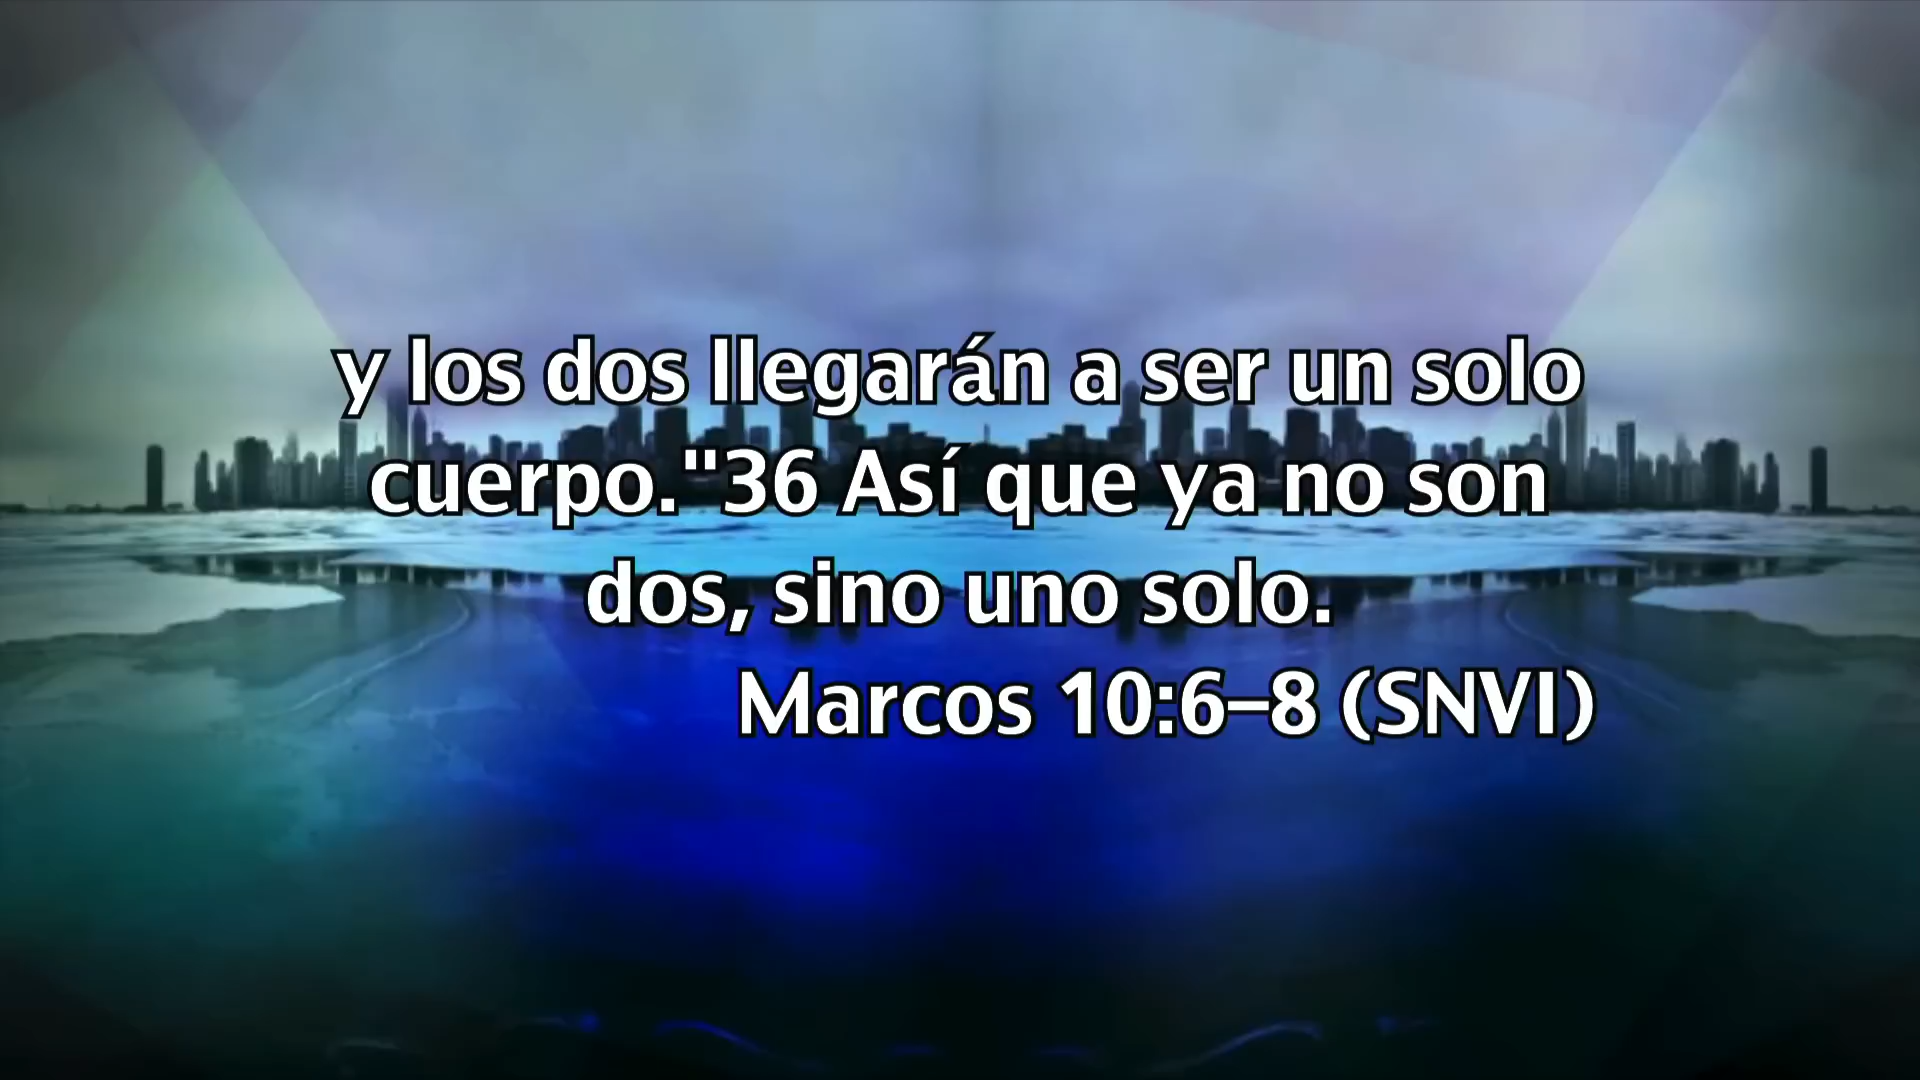 y los dos llegarán a ser un solo
cuerpo."36 Así que ya no son
dos, sino uno solo.
Marcos 10:6–8 (SNVI)